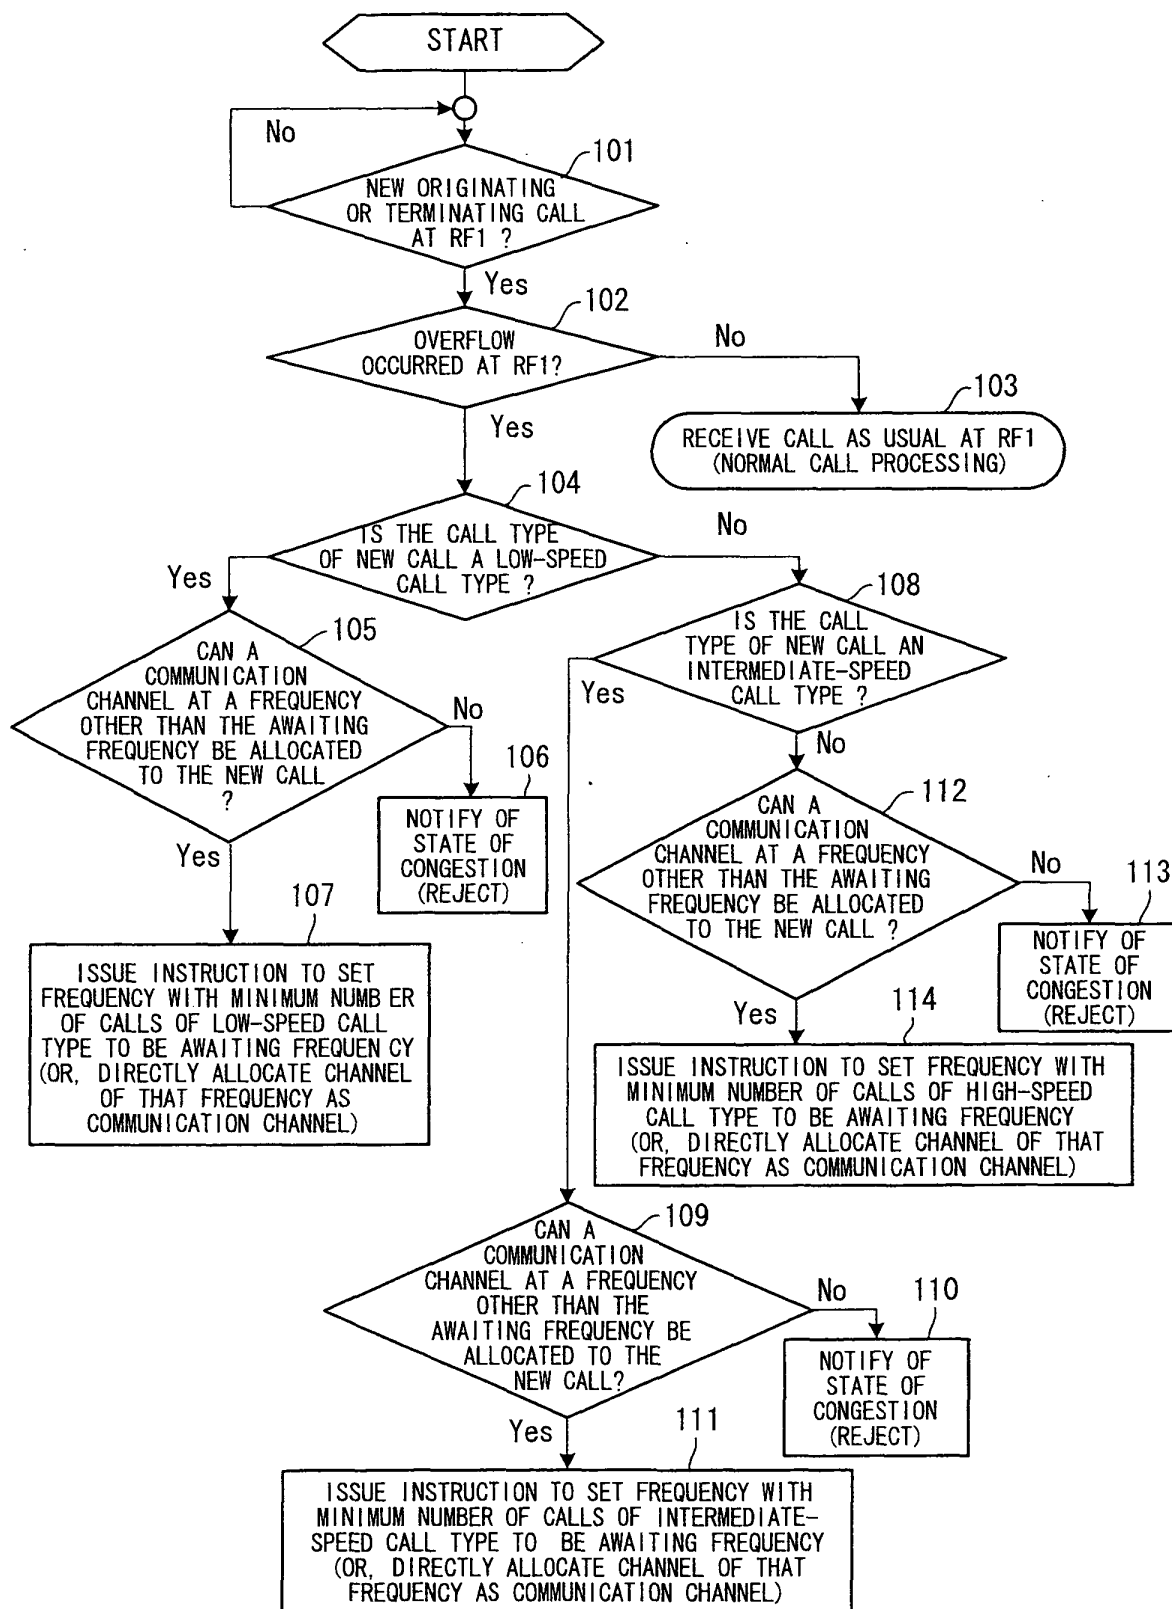 START
No
101
NEW ORIGINATING
OR TERMINATING CALL
AT RF1 ?
Yes
102
OVERFLOW
OCCURRED AT RF1?
No
103
RECEIVE CALL AS USUAL AT RF1
(NORMAL CALL PROCESSING)
Yes
104
IS THE CALL TYPE
OF NEW CALL A LOW-SPEED
CALL TYPE ?
No
Yes
108
IS THE CALL
TYPE OF NEW CALL AN
INTERMEDIATE-SPEED
CALL TYPE ?
Yes
No
105
CAN A
COMMUNICATION
CHANNEL AT A FREQUENCY
OTHER THAN THE AWAITING
FREQUENCY BE ALLOCATED
TO THE NEW CALL
?
No
106
NOTIFY OF
STATE OF
CONGESTION
(REJECT)
Yes
107
ISSUE INSTRUCTION TO SET
FREQUENCY WITH MINIMUM NUMBER
OF CALLS OF LOW-SPEED CALL
TYPE TO BE AWAITING FREQUENCY
(OR, DIRECTLY ALLOCATE CHANNEL
OF THAT FREQUENCY AS
COMMUNICATION CHANNEL)
112
CAN A
COMMUNICATION
CHANNEL AT A FREQUENCY
OTHER THAN THE AWAITING
FREQUENCY BE ALLOCATED
TO THE NEW CALL ?
No
113
NOTIFY OF
STATE OF
CONGESTION
(REJECT)
Yes
114
ISSUE INSTRUCTION TO SET FREQUENCY WITH
MINIMUM NUMBER OF CALLS OF HIGH-SPEED
CALL TYPE TO BE AWAITING FREQUENCY
(OR, DIRECTLY ALLOCATE CHANNEL OF THAT
FREQUENCY AS COMMUNICATION CHANNEL)
109
CAN A
COMMUNICATION
CHANNEL AT A FREQUENCY
OTHER THAN THE
AWAITING FREQUENCY BE
ALLOCATED TO THE
NEW CALL?
No
110
NOTIFY OF
STATE OF
CONGESTION
(REJECT)
Yes
111
ISSUE INSTRUCTION TO SET FREQUENCY WITH
MINIMUM NUMBER OF CALLS OF INTERMEDIATE-
SPEED CALL TYPE TO BE AWAITING FREQUENCY
(OR, DIRECTLY ALLOCATE CHANNEL OF THAT
FREQUENCY AS COMMUNICATION CHANNEL)